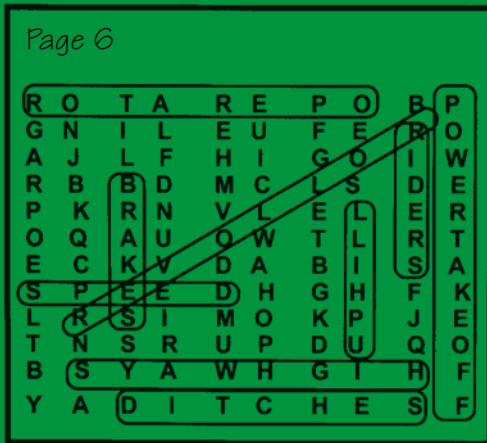 Page 6
R O T A R E P O B P
G N I L E U F E R O
A J L F H I G O I W
R B B D M C L S D E
P K R N V L E L E R
O Q A U O W T L R T
E C K V D A B I S A
S P E E D H G H F K
L R S I M O K P J E
T N S R U P D U Q O
B S Y A W H G I H F
Y A D I T C H E S F